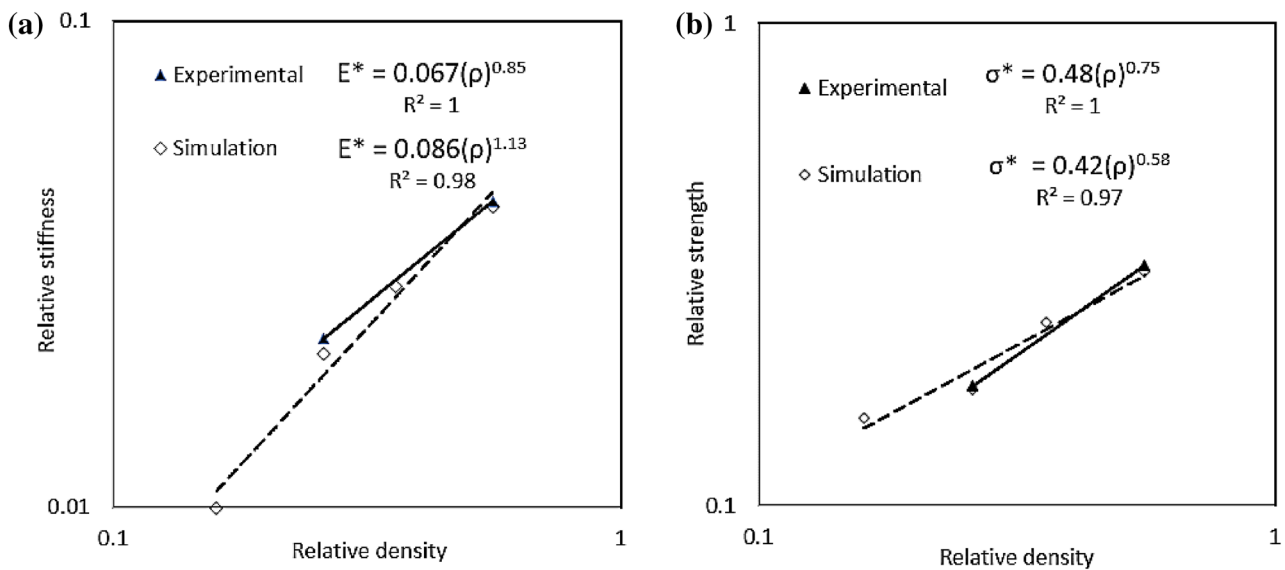 (a)
0.1
Experimental
E* = 0.067(ρ)^0.85
R² = 1
Simulation
E* = 0.086(ρ)^1.13
R² = 0.98
Relative stiffness
0.01
0.1
Relative density
1
(b)
1
Experimental
σ* = 0.48(ρ)^0.75
R² = 1
Simulation
σ* = 0.42(ρ)^0.58
R² = 0.97
Relative strength
0.1
0.1
Relative density
1